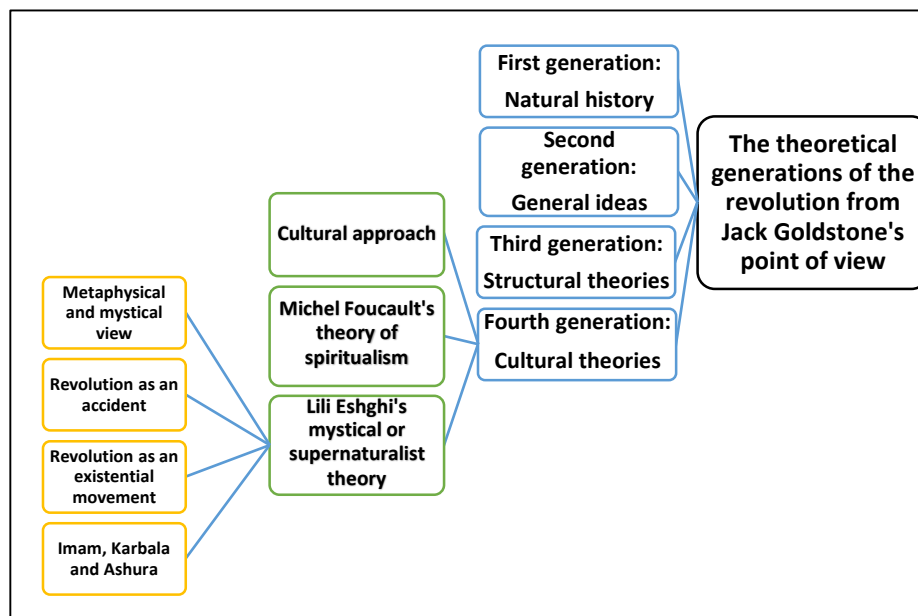 The theoretical
generations of the
revolution from
Jack Goldstone's
point of view
First generation:
Natural history
Second
generation:
General ideas
Third generation:
Structural theories
Fourth generation:
Cultural theories
Cultural approach
Michel Foucault's
theory of
spiritualism
Lili Eshghi's
mystical or
supernaturalist
theory
Metaphysical
and mystical
view
Revolution as an
accident
Revolution as an
existential
movement
Imam, Karbala
and Ashura